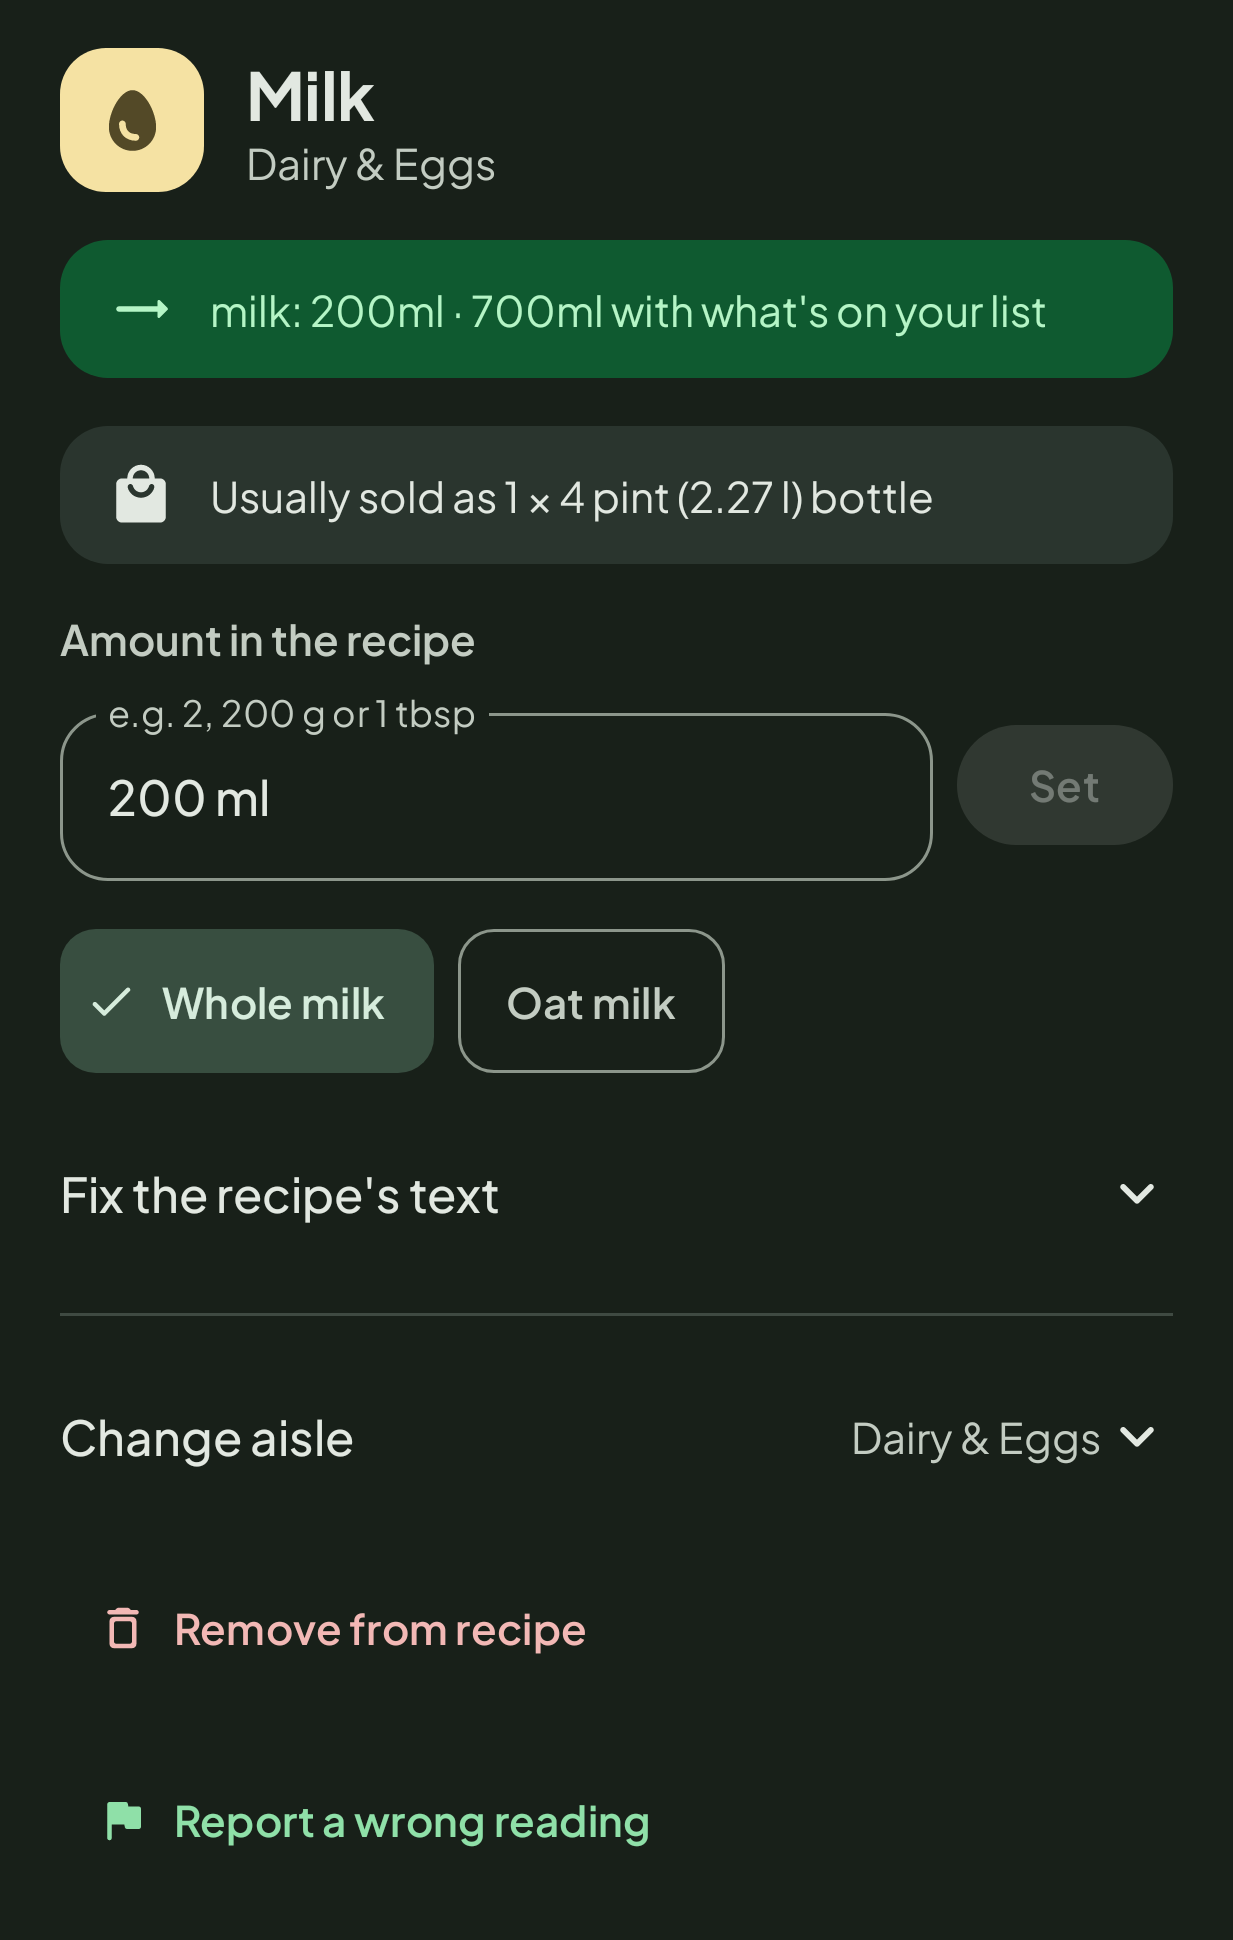 Milk
Dairy & Eggs
milk: 200ml · 700ml with what's on your list
Usually sold as 1 × 4 pint (2.27 l) bottle
Amount in the recipe
e.g. 2, 200 g or 1 tbsp
200 ml
Set
Whole milk
Oat milk
Fix the recipe's text
Change aisle
Dairy & Eggs
Remove from recipe
Report a wrong reading